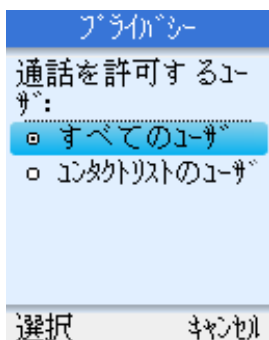 プライバシー
通話を許可するユー
ザ:
すべてのユーザ
コンタクトリストのユーザ
選択 キャンセル